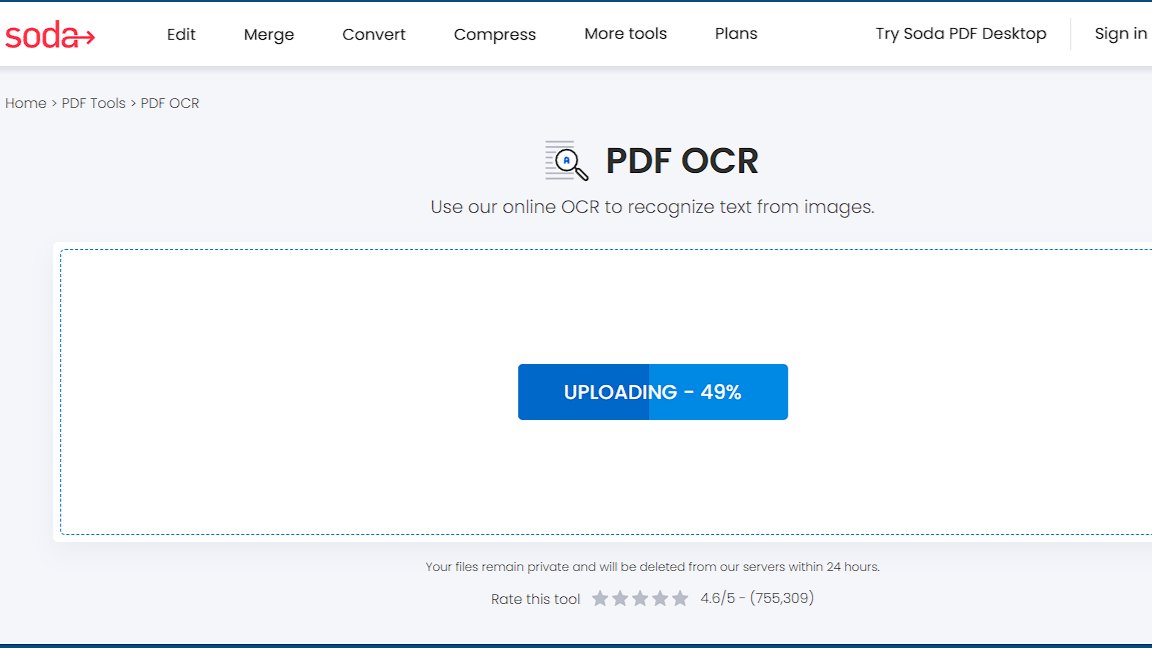 soda
Edit Merge Convert Compress More tools Plans Try Soda PDF Desktop Sign in
Home > PDF Tools > PDF OCR
A
PDF OCR
Use our online OCR to recognize text from images.
UPLOADING - 49%
Your files remain private and will be deleted from our servers within 24 hours.
Rate this tool 4.6/5 - (755,309)